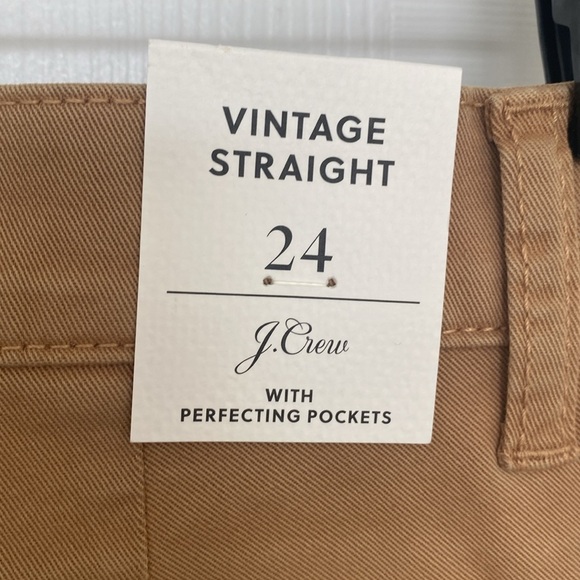 VINTAGE
STRAIGHT
24
J.Crew
WITH
PERFECTING POCKETS